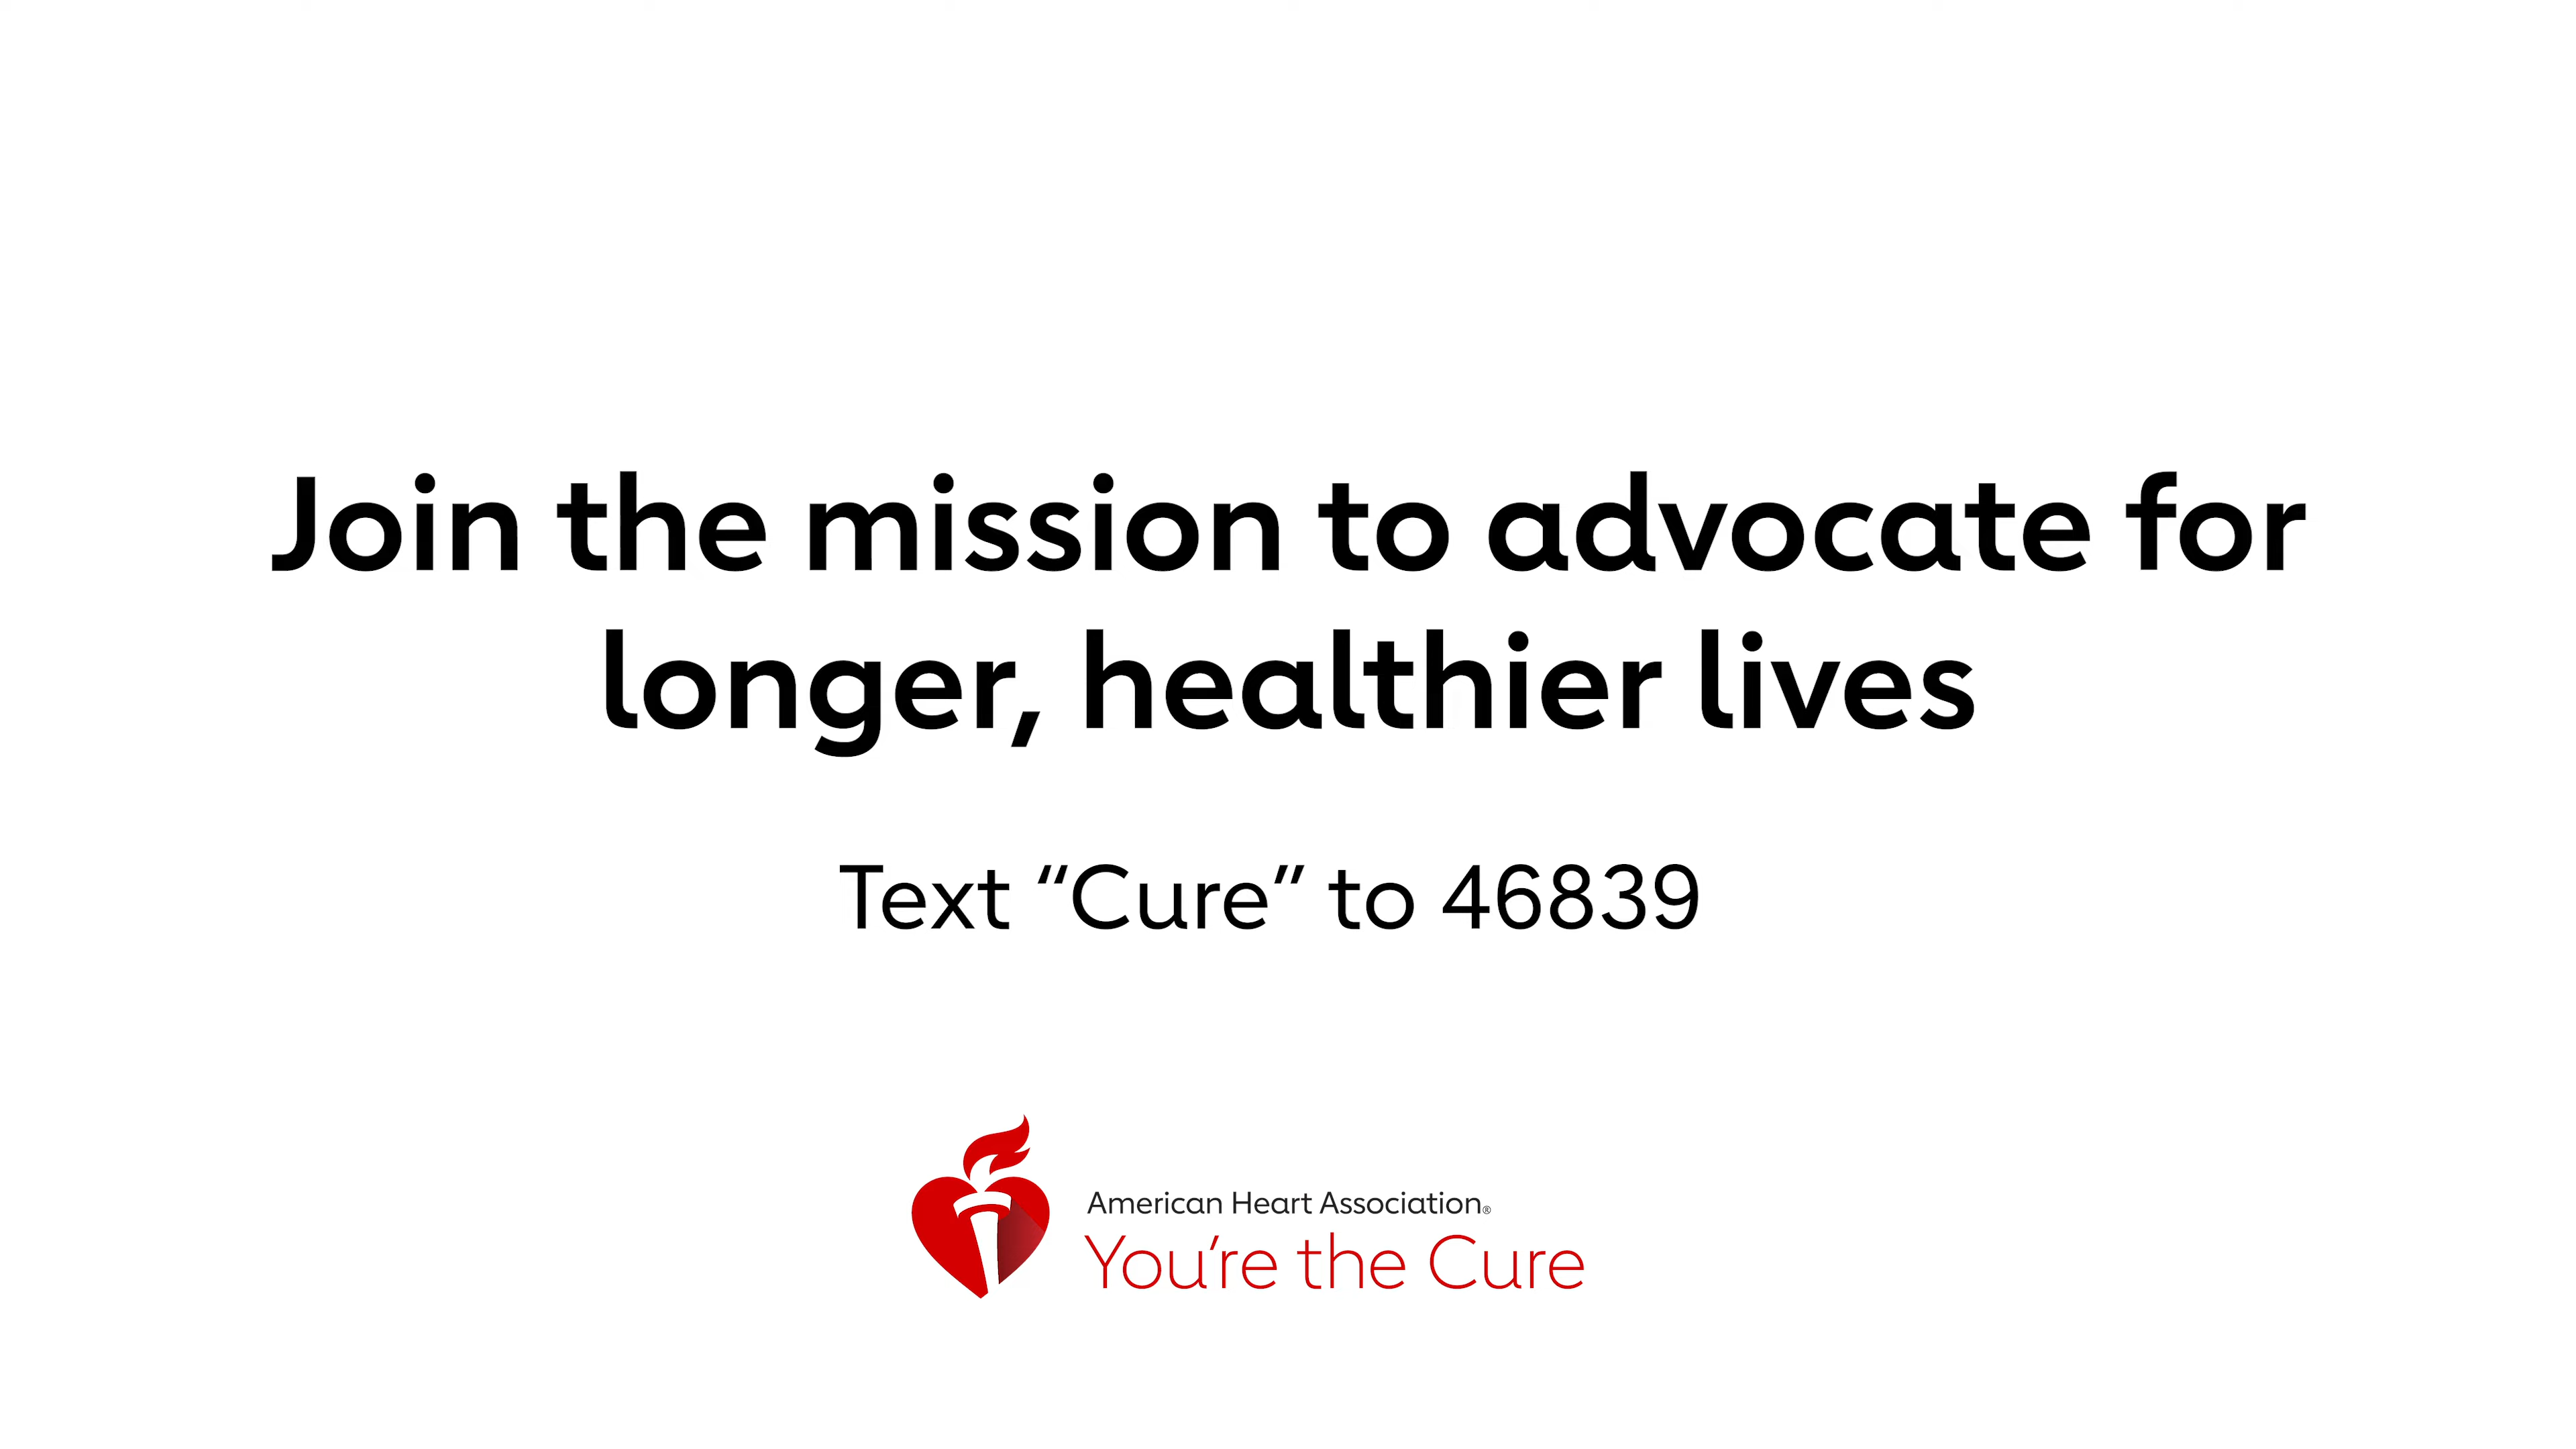 Join the mission to advocate for
longer, healthier lives
Text “Cure” to 46839
American Heart Association®
You’re the Cure